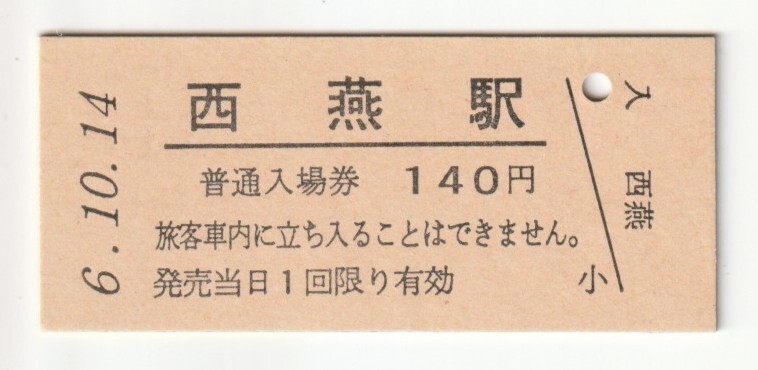 6.10.14
西燕駅
普通入場券 140円
旅客車内に立ち入ることはできません。
発売当日1回限り有効
小
入 西燕